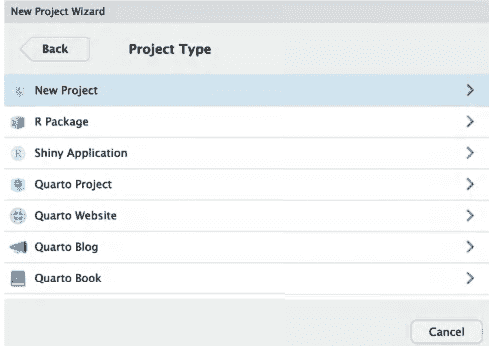 New Project Wizard
Back
Project Type
New Project
R Package
R Shiny Application
Quarto Project
Quarto Website
Quarto Blog
Quarto Book
Cancel